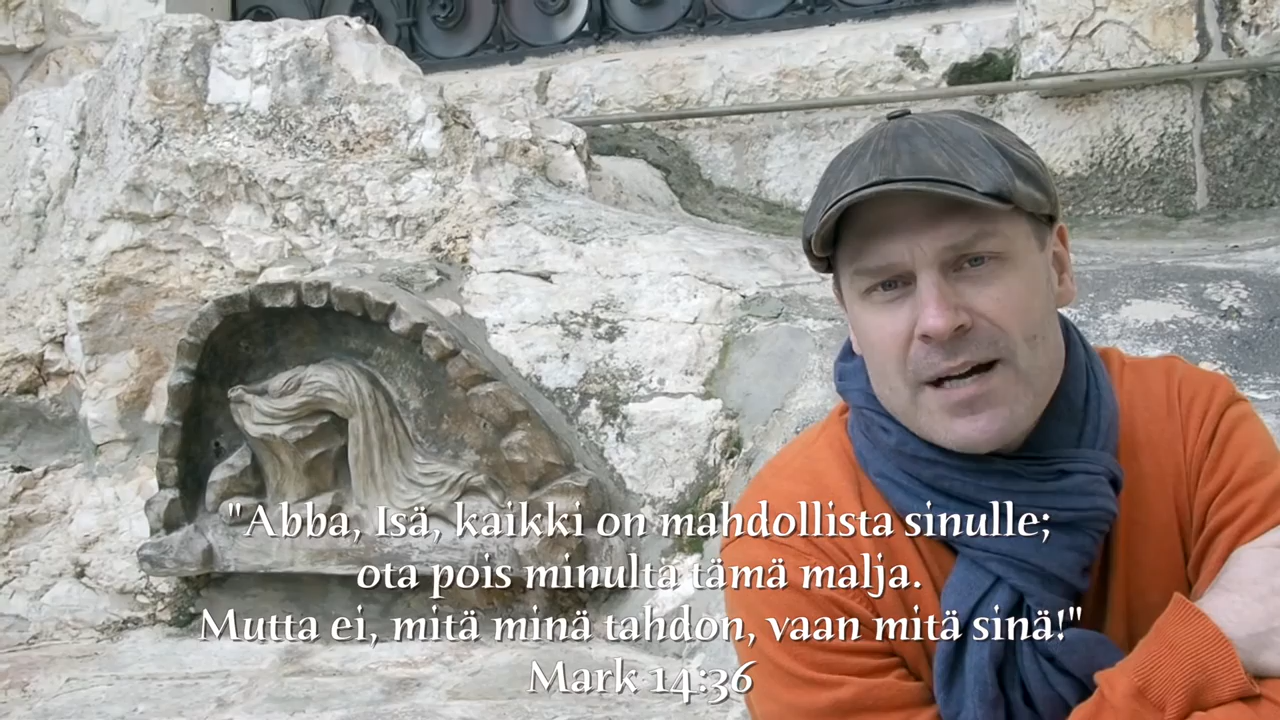 "Abba, Isä, kaikki on mahdollista sinulle;
ota pois minulta tämä malja.
Mutta ei, mitä minä tahdon, vaan mitä sinä!"
Mark 14:36